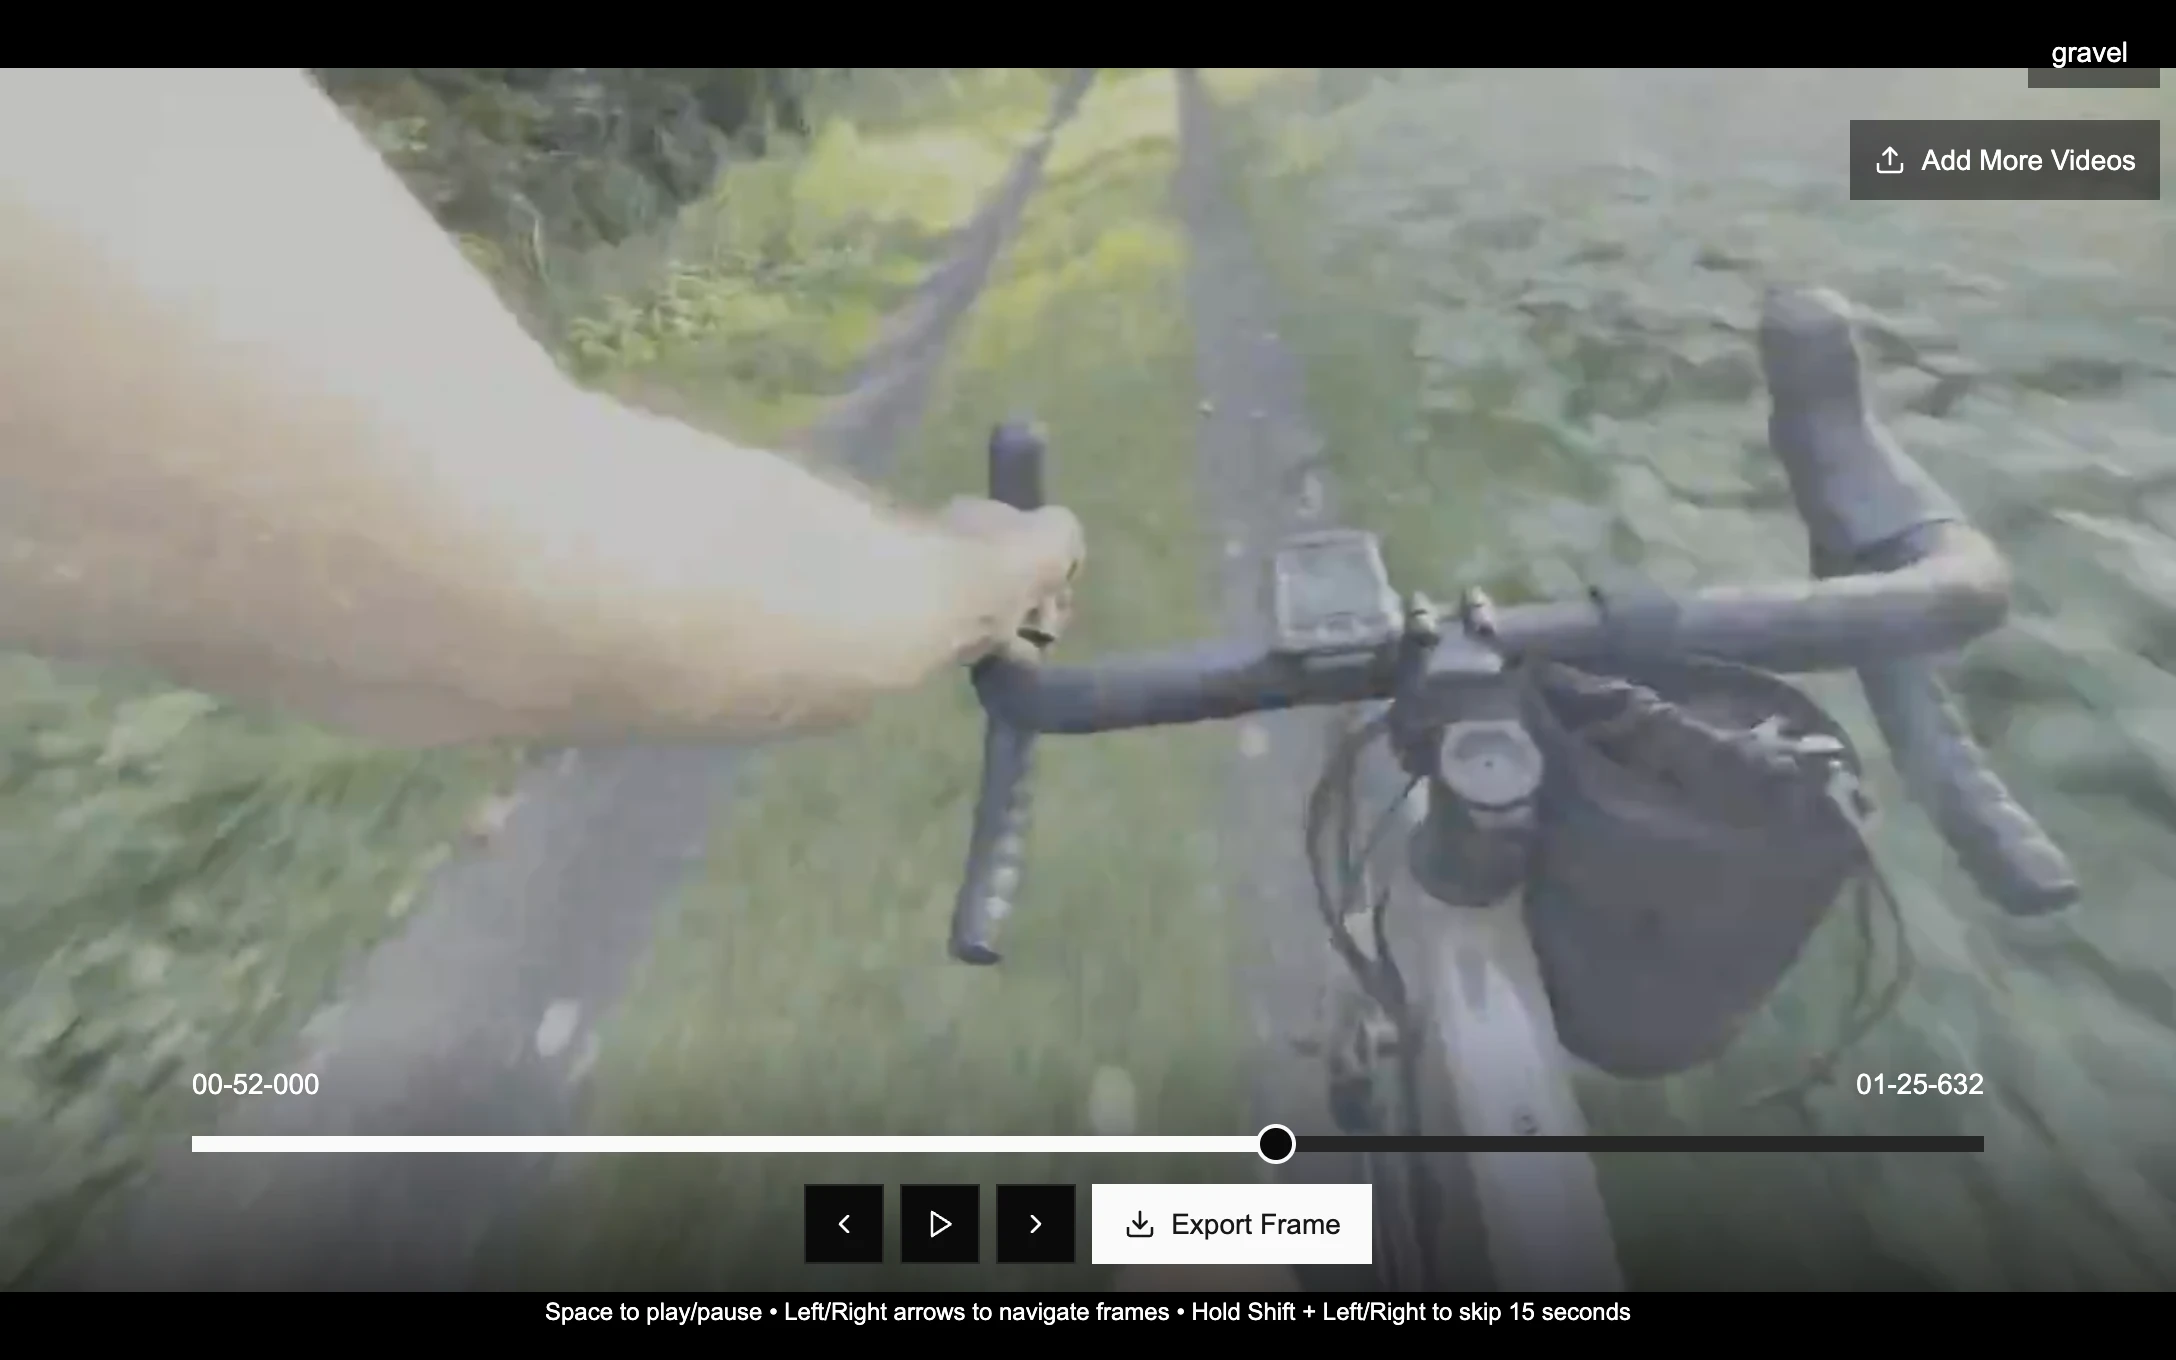 gravel
Add More Videos
00-52-000
01-25-632
Export Frame
Space to play/pause • Left/Right arrows to navigate frames • Hold Shift + Left/Right to skip 15 seconds